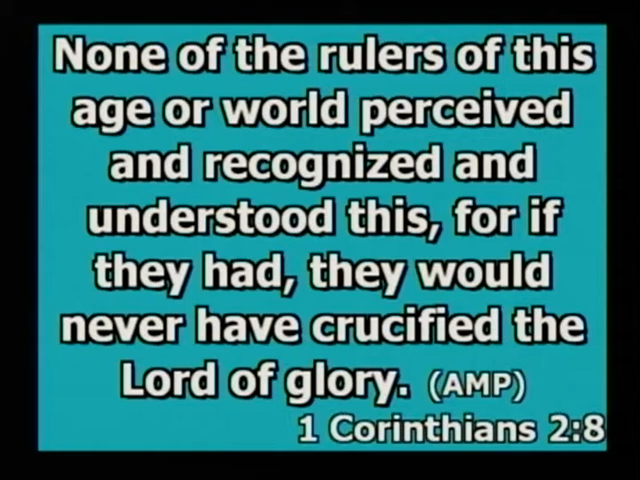 None of the rulers of this
age or world perceived
and recognized and
understood this, for if
they had, they would
never have crucified the
Lord of glory. (AMP)
1 Corinthians 2:8